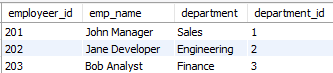 employeer_id emp_name department department_id
201 John Manager Sales 1
202 Jane Developer Engineering 2
203 Bob Analyst Finance 3